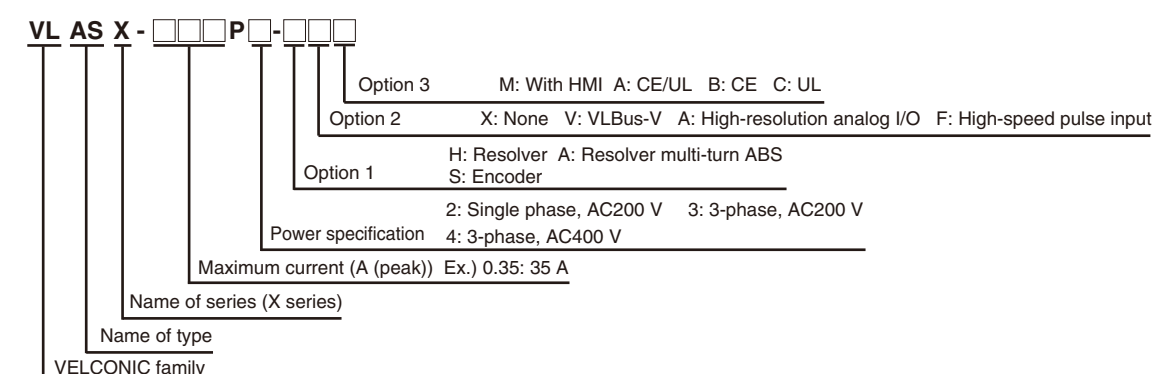 VL AS X - □□□P□-□□□
Option 3 M: With HMI A: CE/UL B: CE C: UL
Option 2 X: None V: VLBus-V A: High-resolution analog I/O F: High-speed pulse input
H: Resolver A: Resolver multi-turn ABS
Option 1 S: Encoder
2: Single phase, AC200 V 3: 3-phase, AC200 V
Power specification 4: 3-phase, AC400 V
Maximum current (A (peak)) Ex.) 0.35: 35 A
Name of series (X series)
Name of type
VELCONIC family